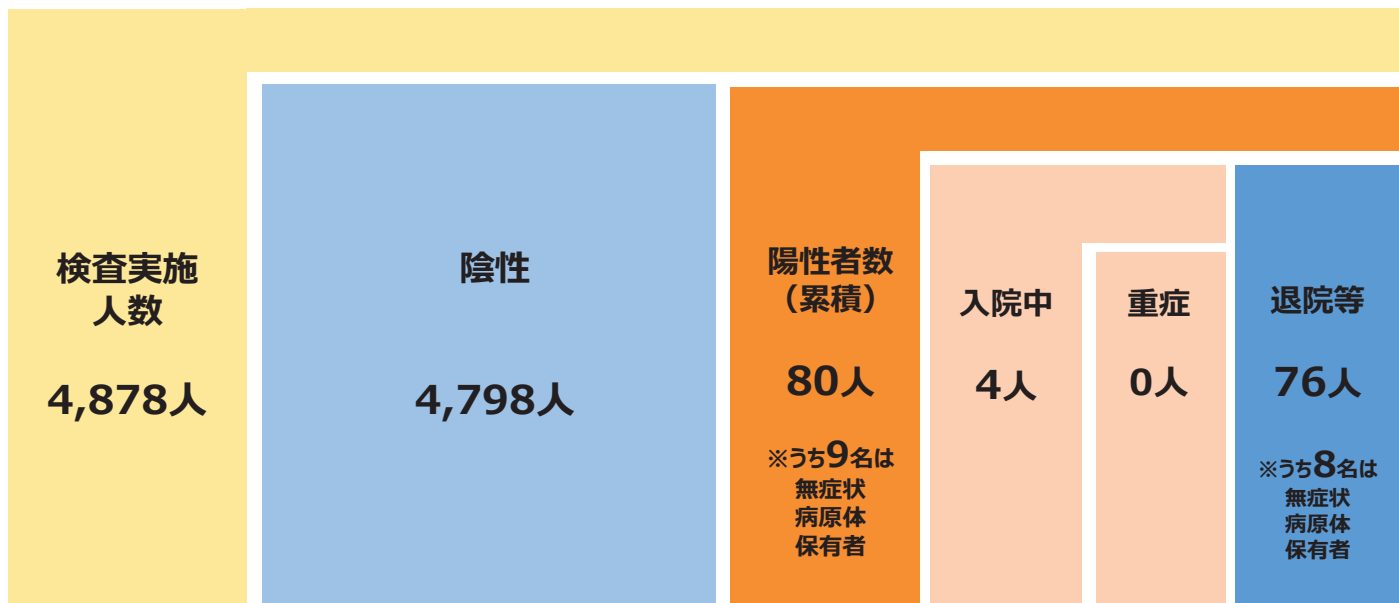 検査実施
人数
4,878人
陰性
4,798人
陽性者数
（累積）
80人
※うち9名は
無症状
病原体
保有者
入院中
4人
重症
0人
退院等
76人
※うち8名は
無症状
病原体
保有者